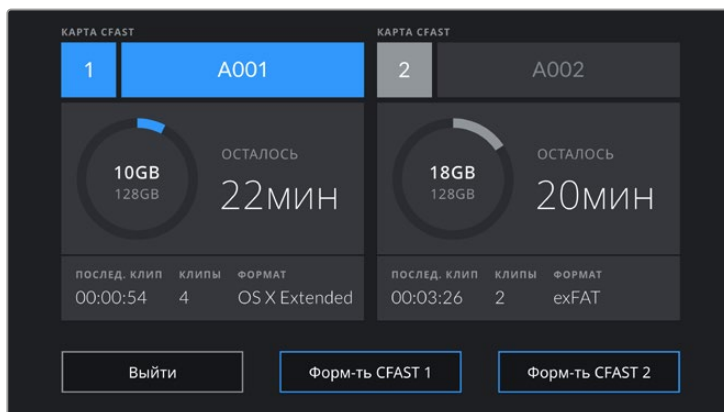 КАРТА CFAST
1 A001
10GB
128GB
ОСТАЛОСЬ
22мин
ПОСЛЕД. КЛИП КЛИПЫ ФОРМАТ
00:00:54 4 OS X Extended
КАРТА CFAST
2 A002
18GB
128GB
ОСТАЛОСЬ
20мин
ПОСЛЕД. КЛИП КЛИПЫ ФОРМАТ
00:03:26 2 exFAT
Выйти
Форм-ть CFAST 1
Форм-ть CFAST 2